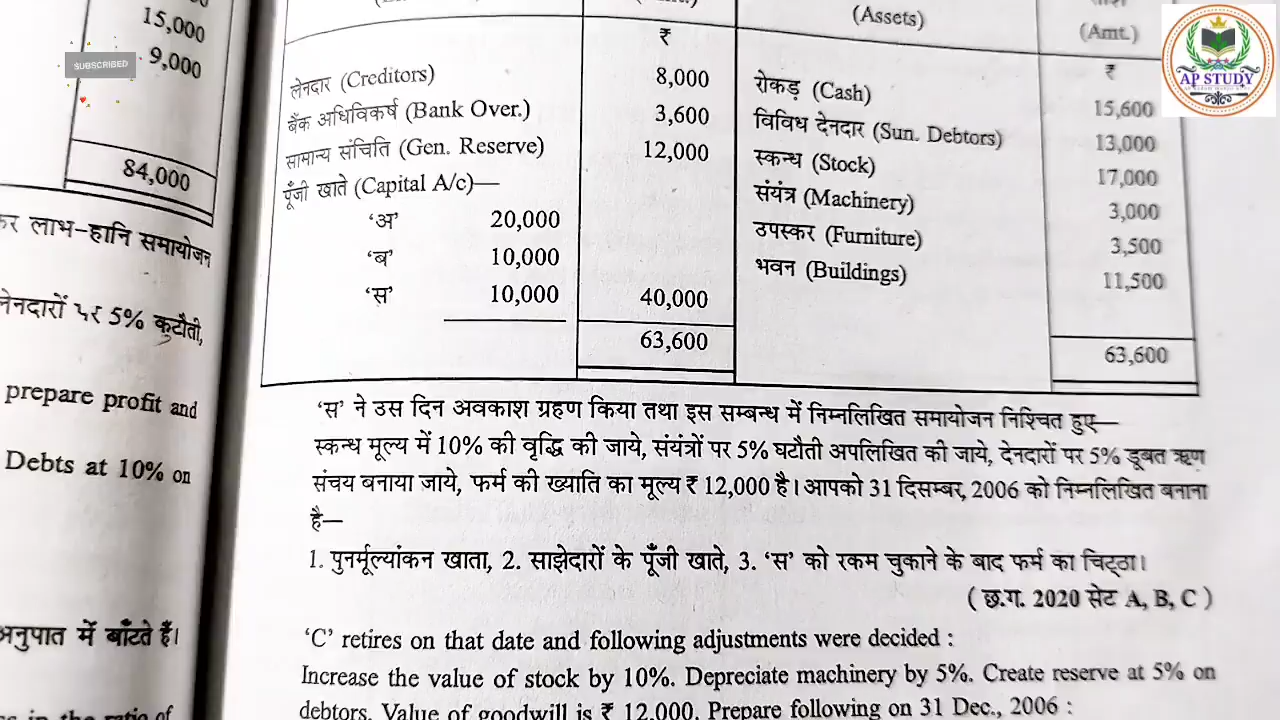 15,000
9,000
SUBSCRIBED
84,000
कर लाभ-हानि समायोजन
लेनदारों पर 5% कुटौती,
prepare profit and
Debts at 10% on
अनुपात में बाँटते हैं।
in the ratio of
(Assets)
(Amt.)
AP STUDY
₹
₹
लेनदार (Creditors) 8,000 रोकड़ (Cash) 15,600
बैंक अधिविकर्ष (Bank Over.) 3,600 विविध देनदार (Sun. Debtors) 13,000
सामान्य संचिति (Gen. Reserve) 12,000 स्कन्ध (Stock) 17,000
पूँजी खाते (Capital A/c)— संयंत्र (Machinery) 3,000
‘अ’ 20,000 उपस्कर (Furniture) 3,500
‘ब’ 10,000 भवन (Buildings) 11,500
‘स’ 10,000 40,000
63,600 63,600
‘स’ ने उस दिन अवकाश ग्रहण किया तथा इस सम्बन्ध में निम्नलिखित समायोजन निश्चित हुए—
स्कन्ध मूल्य में 10% की वृद्धि की जाये, संयंत्रों पर 5% घटौती अपलिखित की जाये, देनदारों पर 5% डूबत ऋण
संचय बनाया जाये, फर्म की ख्याति का मूल्य ₹ 12,000 है। आपको 31 दिसम्बर, 2006 को निम्नलिखित बनाना
है—
1. पुनर्मूल्यांकन खाता, 2. साझेदारों के पूँजी खाते, 3. ‘स’ को रकम चुकाने के बाद फर्म का चिट्ठा।
(छ.ग. 2020 सेट A, B, C)
‘C’ retires on that date and following adjustments were decided :
Increase the value of stock by 10%. Depreciate machinery by 5%. Create reserve at 5% on
debtors. Value of goodwill is ₹ 12,000. Prepare following on 31 Dec., 2006 :